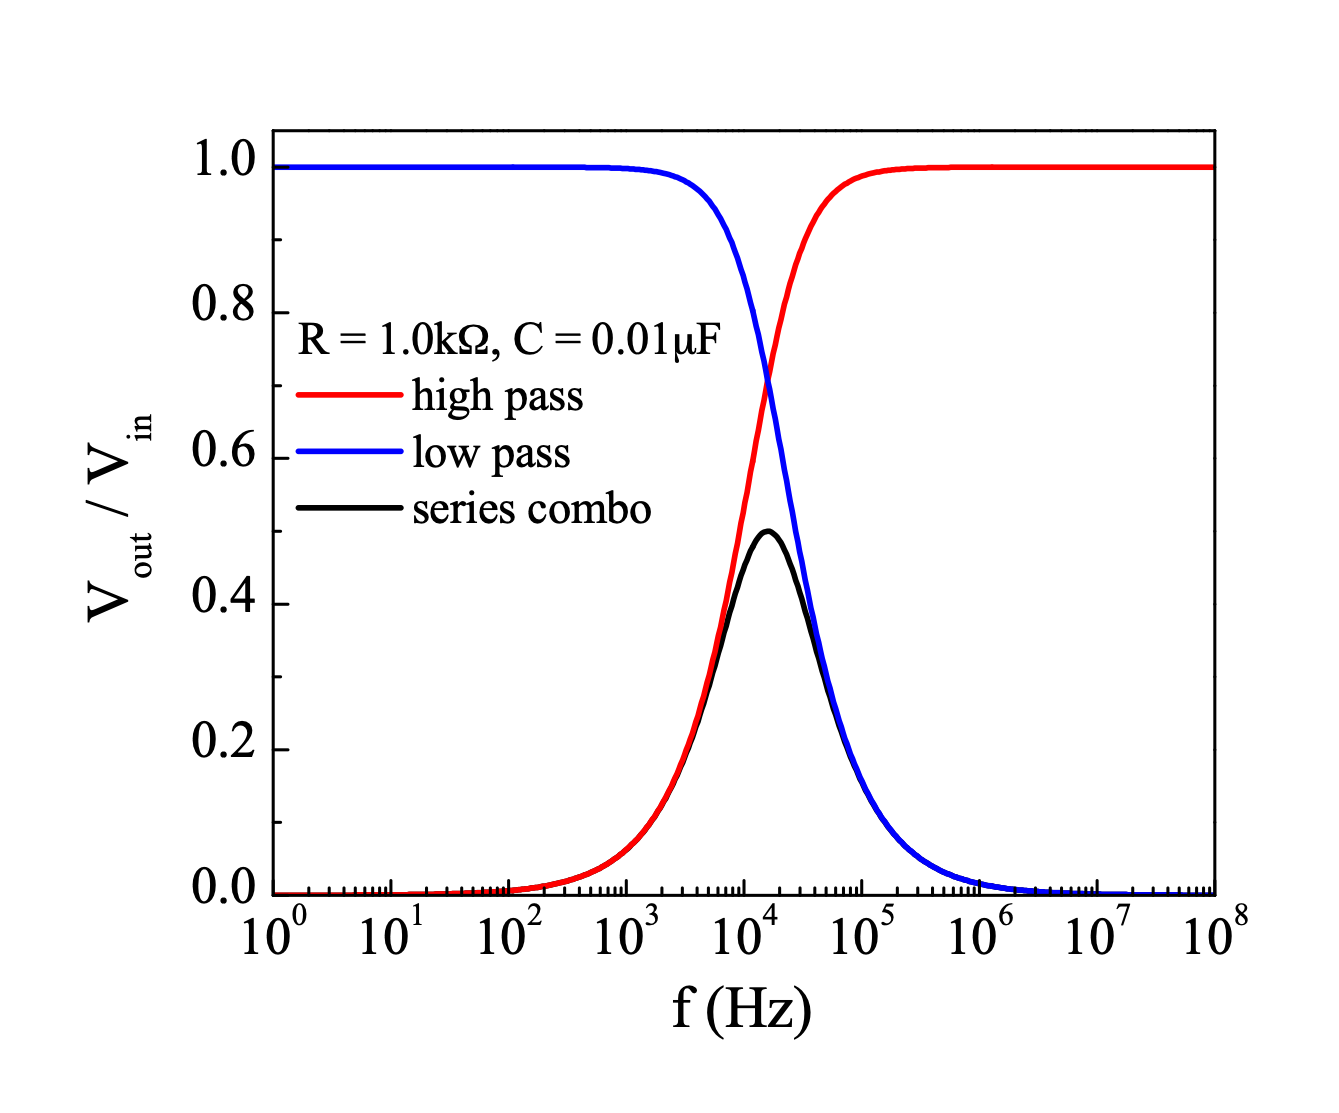 1.0
0.8
R = 1.0kΩ, C = 0.01μF
high pass
low pass
series combo
0.6
0.4
0.2
0.0
V_out / V_in
10^0 10^1 10^2 10^3 10^4 10^5 10^6 10^7 10^8
f (Hz)